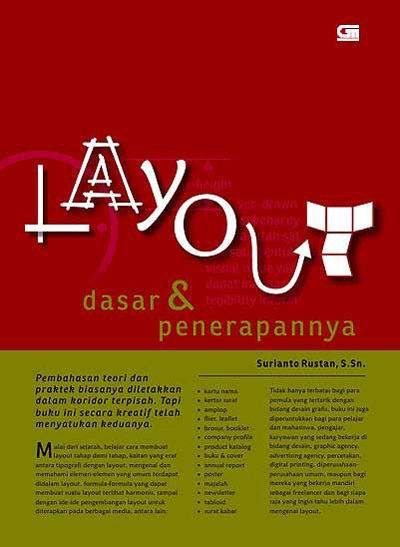 GM
LAYOUT
dasar &
penerapannya
Surianto Rustan, S.Sn.
Pembahasan teori dan
praktek biasanya diletakkan
dalam koridor terpisah. Tapi
buku ini secara kreatif telah
menyatukan keduanya.
Mulai dari sejarah, belajar cara membuat
layout tahap demi tahap, kaitan yang erat
antara tipografi dengan layout, mengenal dan
memahami elemen-elemen yang umum terdapat
didalam layout. formula-formula yang dapat
membuat suatu layout terlihat harmonis, sampai
dengan ide-ide pengembangan layout untuk
diterapkan pada berbagai media, antara lain:
• kartu nama
• kertas surat
• amplop
• flier, leaflet
• brosur, booklet
• company profile
• product katalog
• buku & cover
• annual report
• poster
• majalah
• newsletter
• tabloid
• surat kabar
Tidak hanya terbatas bagi para
pemula yang tertarik dengan
bidang desain grafis, buku ini juga
diperuntukkan bagi para pelajar
dan mahasiswa, pengajar,
karyawan yang sedang bekerja di
bidang desain, graphic agency,
advertising agency, percetakan,
digital printing, diperusahaan-
perusahaan umum, maupun bagi
mereka yang bekerja mandiri
sebagai freelancer dan bagi siapa
raja yang ingin tahu lebih dalam
mengenai layout.